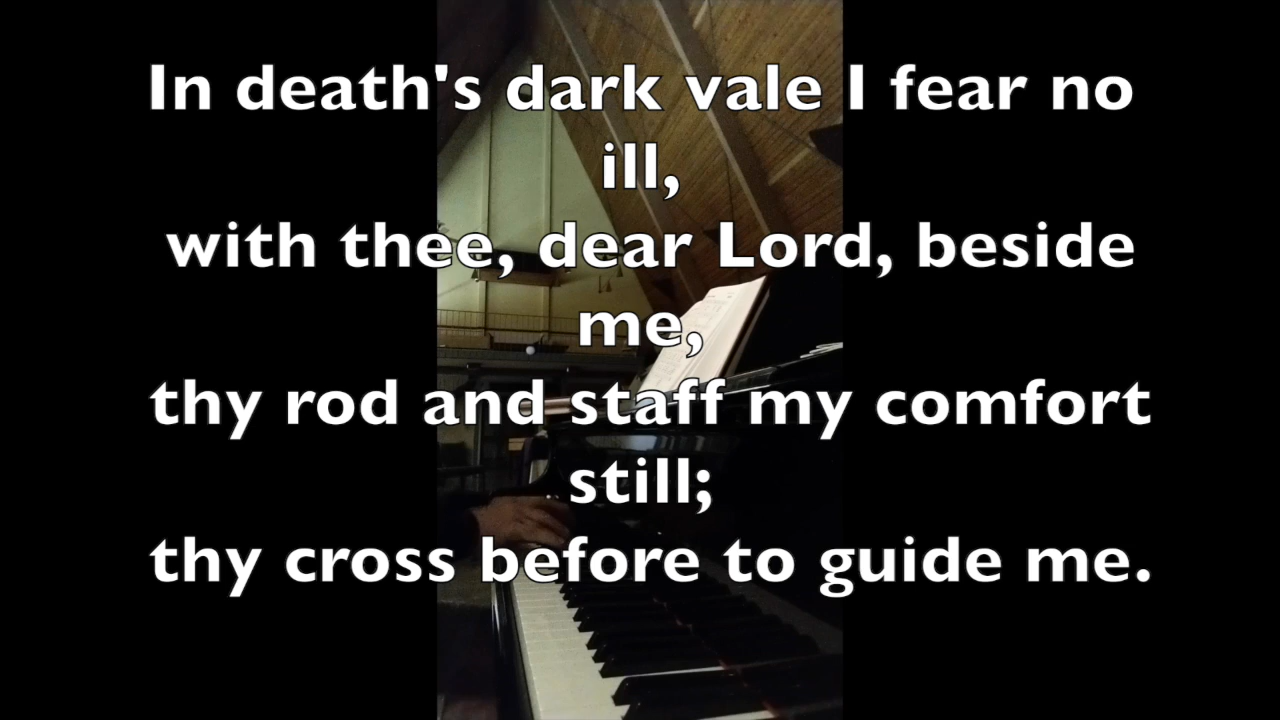 In death's dark vale I fear no
ill,
with thee, dear Lord, beside
me,
thy rod and staff my comfort
still;
thy cross before to guide me.